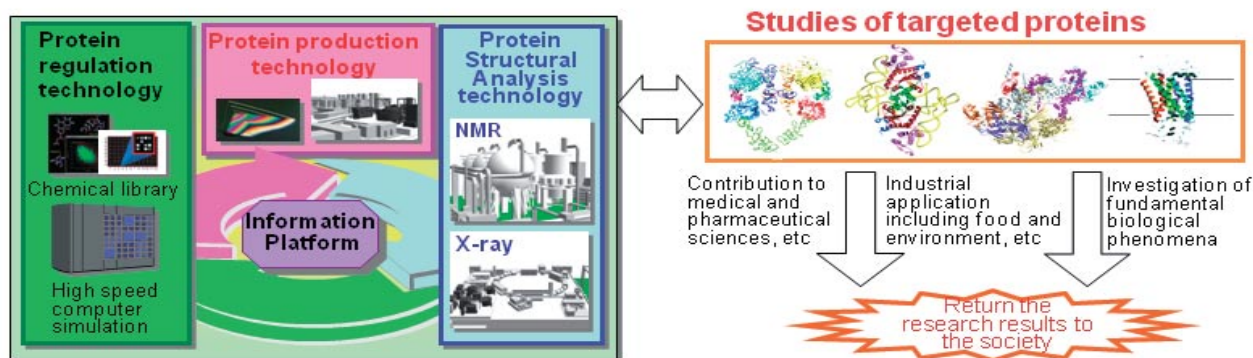 Protein
regulation
technology
Chemical library
High speed
computer
simulation
Protein production
technology
Information
Platform
Protein
Structural
Analysis
technology
NMR
X-ray
Studies of targeted proteins
Contribution to
medical and
pharmaceutical
sciences, etc
Industrial
application
including food and
environment, etc
Investigation of
fundamental
biological
phenomena
Return the
research results to
the society